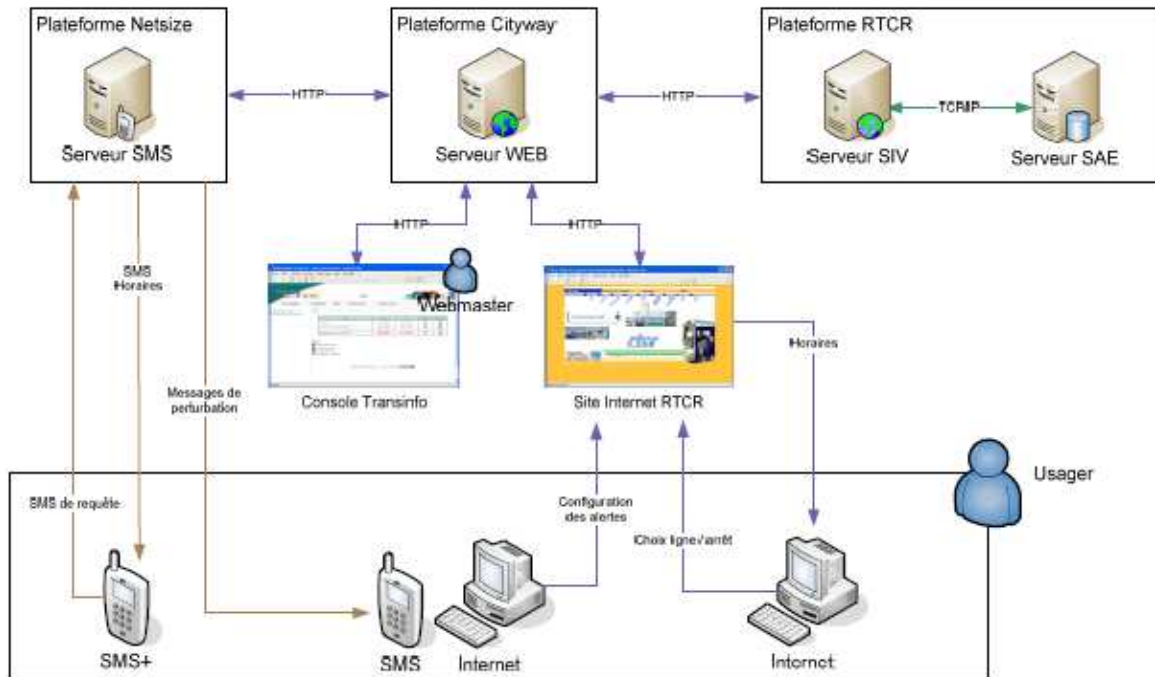 Plateforme Netsize
Plateforme Cityway
Plateforme RTCR
HTTP
HTTP
TCP/IP
Serveur SMS
Serveur WEB
Serveur SIV
Serveur SAE
HTTP
HTTP
SMS
Horaires
Webmaster
Horaires
Messages de
perturbation
Console Transinfo
Site Internet RTCR
SMS de requête
Configuration
des alertes
Usager
Choix ligne/arrêt
SMS+
SMS
Internet
Internet